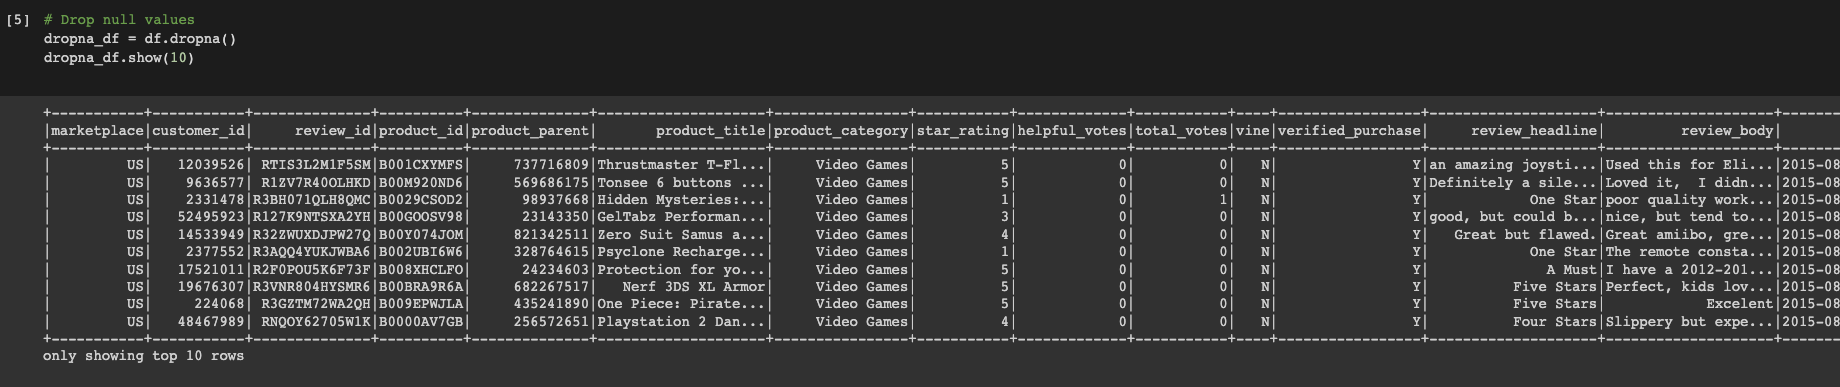 [5] # Drop null values
dropna_df = df.dropna()
dropna_df.show(10)
+-----------+-----------+--------------+----------+--------------+--------------------+----------------+-----------+-------------+-----------+----+-----------------+--------------------+--------------------+-------
|marketplace|customer_id|     review_id|product_id|product_parent|       product_title|product_category|star_rating|helpful_votes|total_votes|vine|verified_purchase|     review_headline|         review_body|
+-----------+-----------+--------------+----------+--------------+--------------------+----------------+-----------+-------------+-----------+----+-----------------+--------------------+--------------------+-------
|         US|   12039526| RTIS3L2M1F5SM|B001CXYMFS|     737716809|Thrustmaster T-Fl...|     Video Games|          5|            0|          0|   N|                Y|an amazing joysti...|Used this for Eli...|2015-08
|         US|    9636577| R1ZV7R40OLHKD|B00M920ND6|     569686175|Tonsee 6 buttons ...|     Video Games|          5|            0|          0|   N|                Y|Definitely a sile...|Loved it,  I didn...|2015-08
|         US|    2331478|R3BH071QLH8QMC|B0029CSOD2|      98937668|Hidden Mysteries:...|     Video Games|          1|            0|          1|   N|                Y|            One Star|poor quality work...|2015-08
|         US|   52495923|R127K9NTSXA2YH|B00GOOSV98|      23143350|GelTabz Performan...|     Video Games|          3|            0|          0|   N|                Y|good, but could b...|nice, but tend to...|2015-08
|         US|   14533949|R32ZWUXDJPW27Q|B00Y074JOM|     821342511|Zero Suit Samus a...|     Video Games|          4|            0|          0|   N|                Y|   Great but flawed.|Great amiibo, gre...|2015-08
|         US|    2377552|R3AQQ4YUKJWBA6|B002UBI6W6|     328764615|Psyclone Recharge...|     Video Games|          1|            0|          0|   N|                Y|            One Star|The remote consta...|2015-08
|         US|   17521011|R2F0POU5K6F73F|B008XHCLFO|      24234603|Protection for yo...|     Video Games|          5|            0|          0|   N|                Y|              A Must|I have a 2012-201...|2015-08
|         US|   19676307|R3VNR804HYSMR6|B00BRA9R6A|     682267517|   Nerf 3DS XL Armor|     Video Games|          5|            0|          0|   N|                Y|          Five Stars|Perfect, kids lov...|2015-08
|         US|     224068| R3GZTM72WA2QH|B009EPWJLA|     435241890|One Piece: Pirate...|     Video Games|          5|            0|          0|   N|                Y|          Five Stars|            Excelent|2015-08
|         US|   48467989| RNQOY62705W1K|B0000AV7GB|     256572651|Playstation 2 Dan...|     Video Games|          4|            0|          0|   N|                Y|          Four Stars|Slippery but expe...|2015-08
+-----------+-----------+--------------+----------+--------------+--------------------+----------------+-----------+-------------+-----------+----+-----------------+--------------------+--------------------+-------
only showing top 10 rows